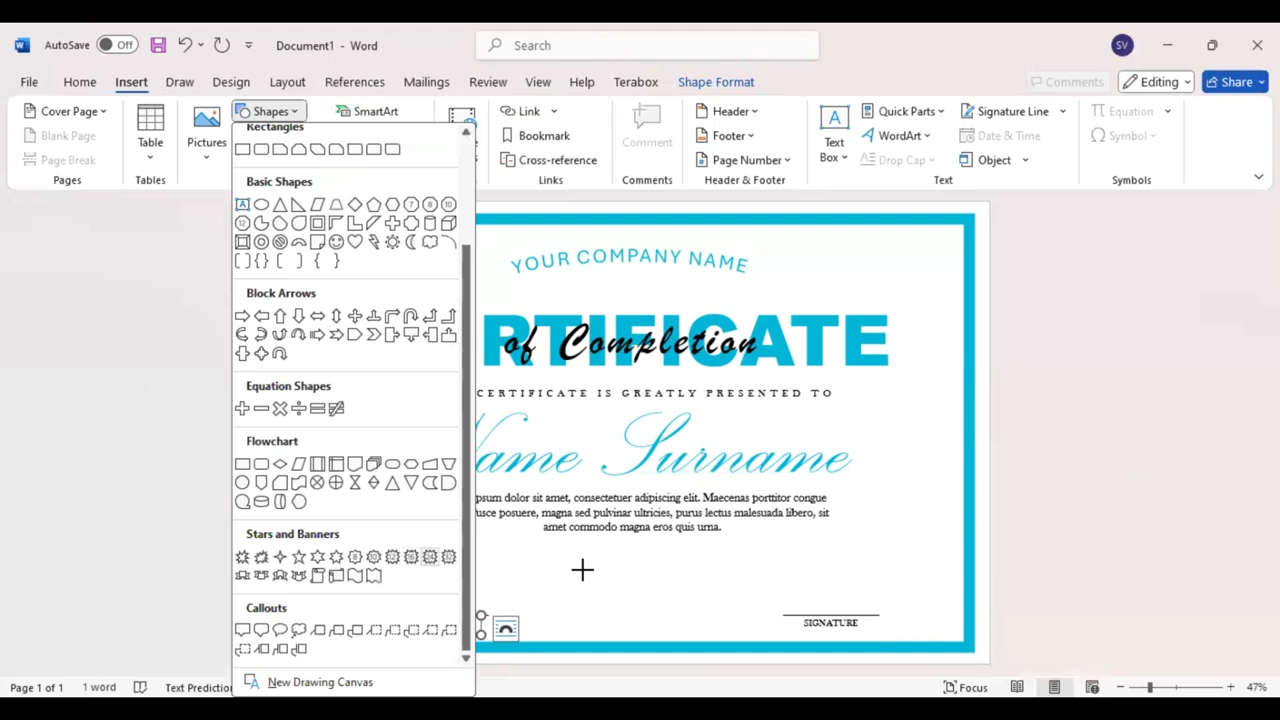 AutoSave Off Document1 - Word Search SV
File Home Insert Draw Design Layout References Mailings Review View Help Terabox Shape Format Comments Editing Share
Cover Page Shapes SmartArt Link Header Quick Parts Signature Line Equation
Blank Page Bookmark Footer WordArt Date & Time Symbol
Page Break Table Pictures Cross-reference Comment Page Number Text Box Drop Cap Object
Pages Tables Links Comments Header & Footer Text Symbols
Rectangles
Basic Shapes
Block Arrows
Equation Shapes
Flowchart
Stars and Banners
Callouts
New Drawing Canvas
YOUR COMPANY NAME
RTIFICATE
of Completion
CERTIFICATE IS GREATLY PRESENTED TO
ame Surname
psum dolor sit amet, consectetuer adipiscing elit. Maecenas porttitor congue
usce posuere, magna sed pulvinar ultricies, purus lectus malesuada libero, sit
amet commodo magna eros quis urna.
SIGNATURE
Page 1 of 1 1 word Text Predictio Focus 47%